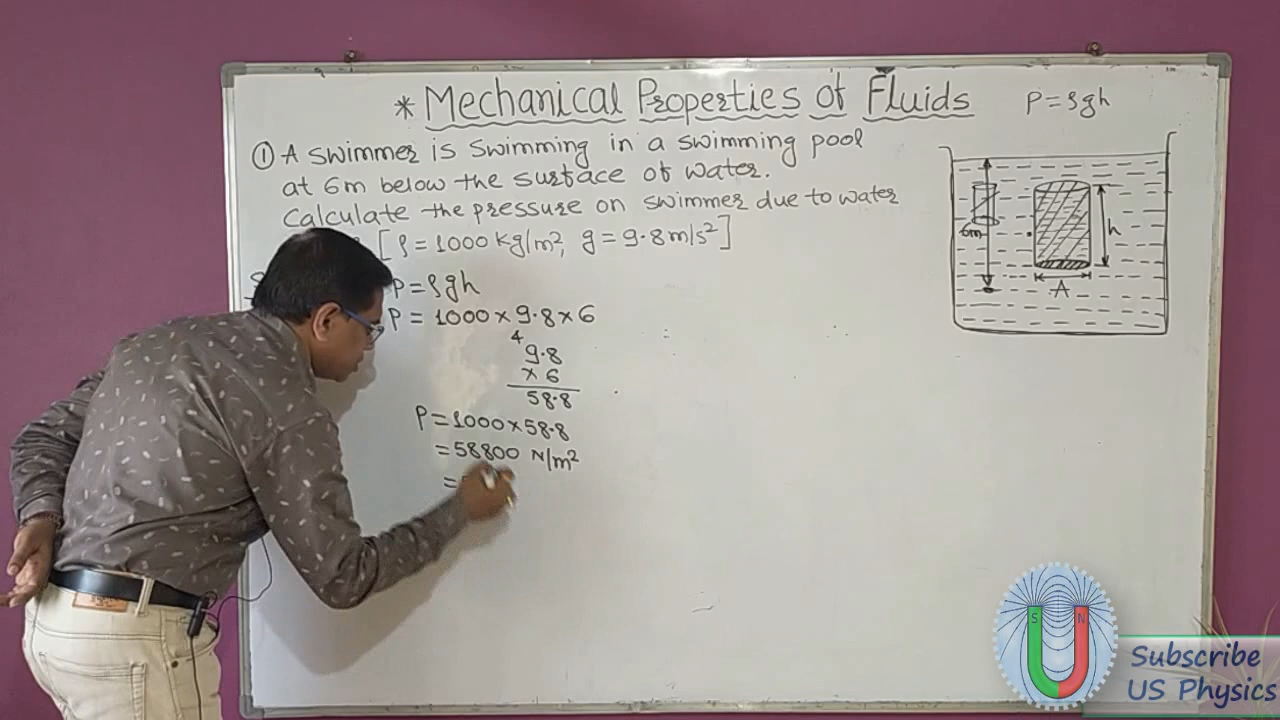 * Mechanical Properties of Fluids
P = ρgh
① A swimmer is swimming in a swimming pool
at 6m below the surface of water.
Calculate the pressure on swimmer due to water
[ρ = 1000 kg/m², g = 9.8 m/s²]
P = ρgh
P = 1000 × 9.8 × 6
4
9.8
× 6
58.8
P = 1000 × 58.8
= 58800 N/m²
=
6m
h
A
S N
Subscribe
US Physics